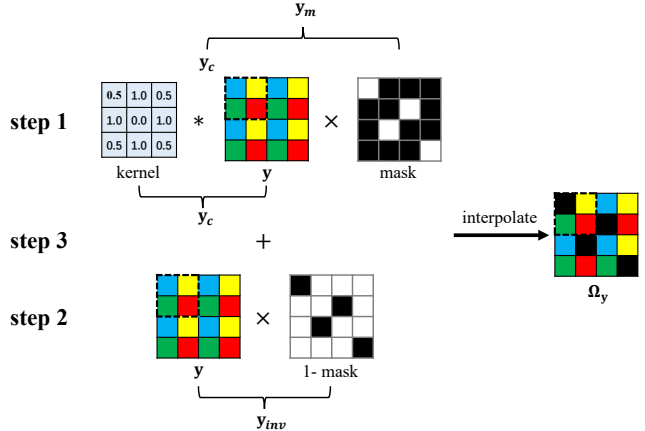 y_m
y_c
0.5 1.0 0.5
step 1
1.0 0.0 1.0
*
×
0.5 1.0 0.5
kernel
y
mask
y_c
interpolate
step 3
+
Ω_y
step 2
×
y
1- mask
y_inv